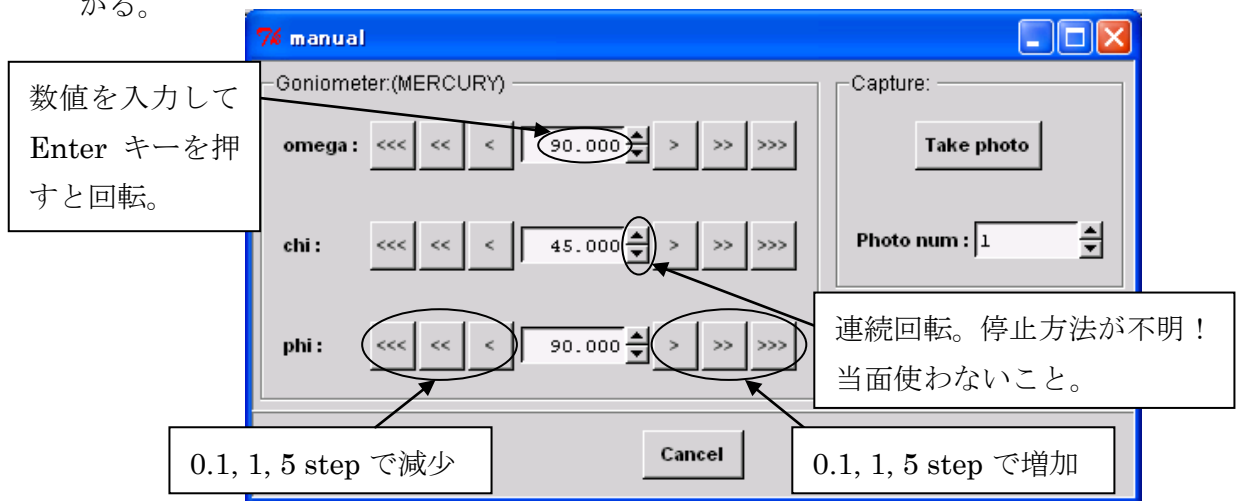 がる。
manual
数値を入力して
Enter キーを押
すと回転。
Goniometer:(MERCURY)
omega : <<< << < 90.000 > >> >>>
chi : <<< << < 45.000 > >> >>>
phi : <<< << < 90.000 > >> >>>
Capture:
Take photo
Photo num : 1
連続回転。停止方法が不明！
当面使わないこと。
0.1, 1, 5 step で減少
Cancel
0.1, 1, 5 step で増加